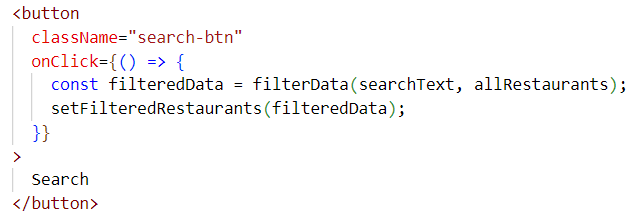 <button
className="search-btn"
onClick={() => {
const filteredData = filterData(searchText, allRestaurants);
setFilteredRestaurants(filteredData);
}}
>
Search
</button>